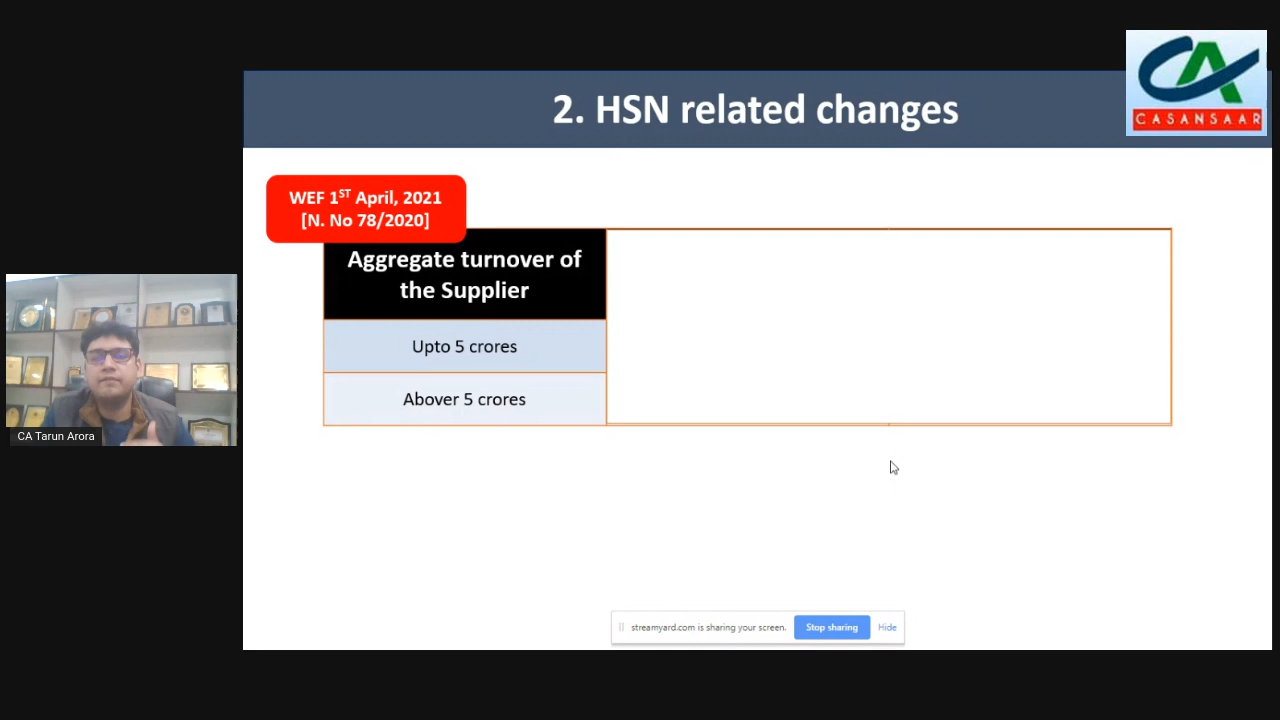 2. HSN related changes
CASANSAAR
WEF 1ST April, 2021
[N. No 78/2020]
Aggregate turnover of
the Supplier
Upto 5 crores
Abover 5 crores
CA Tarun Arora
streamyard.com is sharing your screen.
Stop sharing
Hide